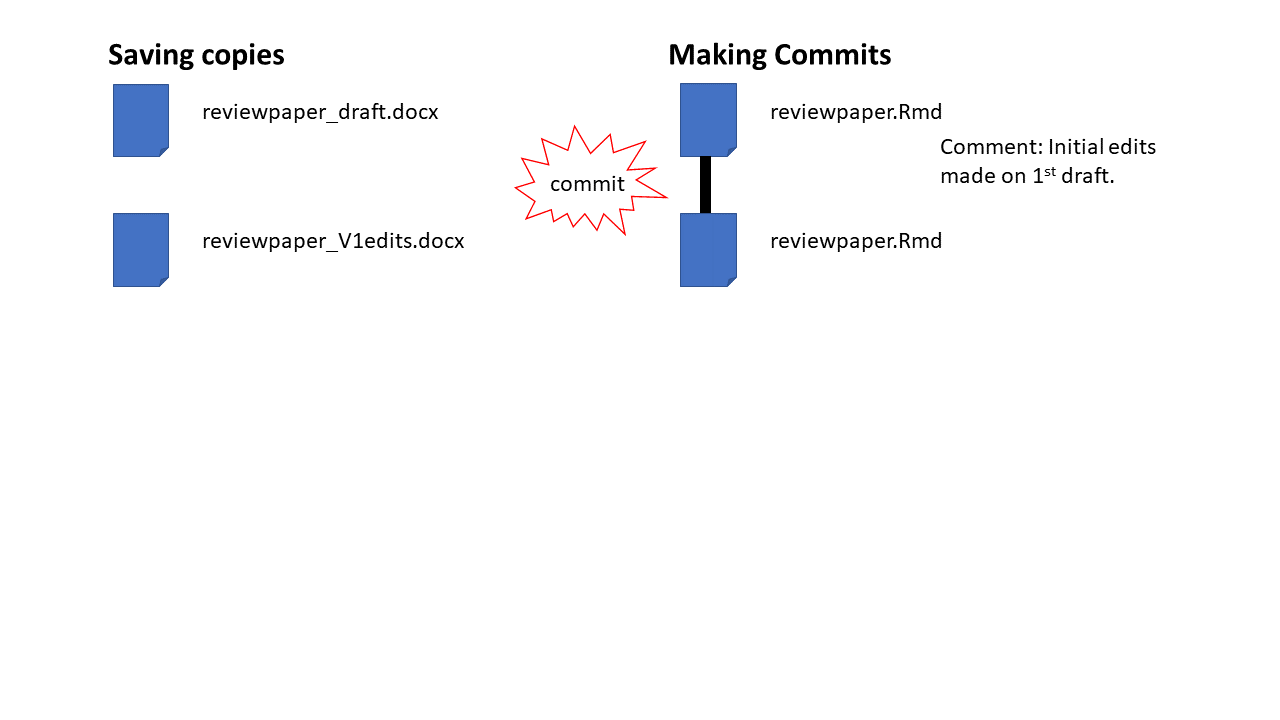 Saving copies
reviewpaper_draft.docx
reviewpaper_V1edits.docx
commit
Making Commits
reviewpaper.Rmd
Comment: Initial edits
made on 1st draft.
reviewpaper.Rmd